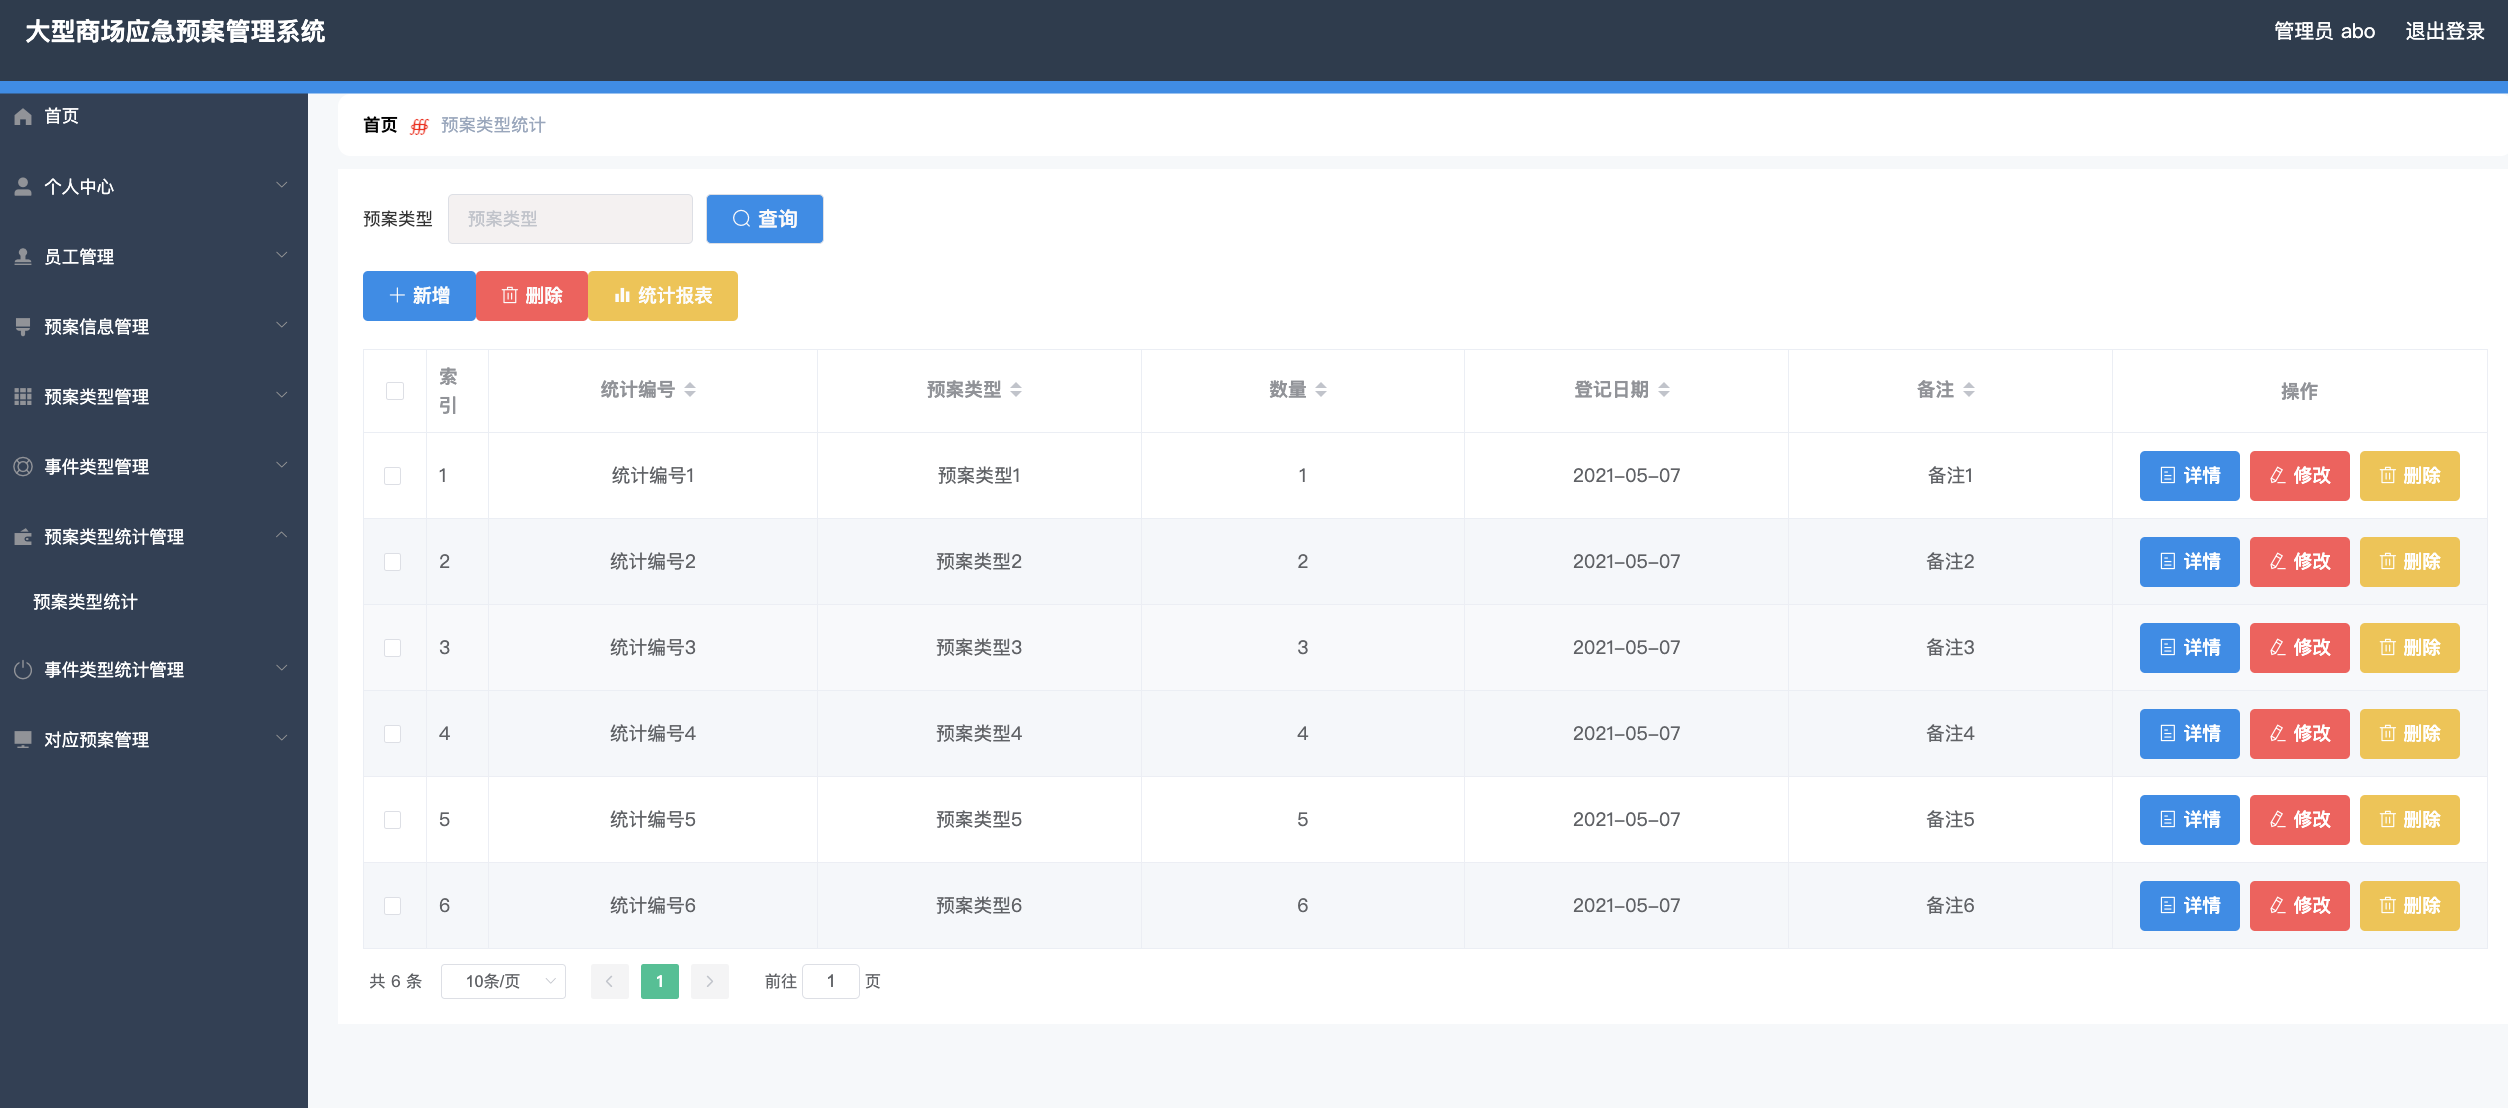 大型商场应急预案管理系统
管理员 abo 退出登录
首页
个人中心
员工管理
预案信息管理
预案类型管理
事件类型管理
预案类型统计管理
预案类型统计
事件类型统计管理
对应预案管理
首页 预案类型统计
预案类型 预案类型 查询
新增 删除 统计报表
索引 统计编号 预案类型 数量 登记日期 备注 操作
1 统计编号1 预案类型1 1 2021-05-07 备注1 详情 修改 删除
2 统计编号2 预案类型2 2 2021-05-07 备注2 详情 修改 删除
3 统计编号3 预案类型3 3 2021-05-07 备注3 详情 修改 删除
4 统计编号4 预案类型4 4 2021-05-07 备注4 详情 修改 删除
5 统计编号5 预案类型5 5 2021-05-07 备注5 详情 修改 删除
6 统计编号6 预案类型6 6 2021-05-07 备注6 详情 修改 删除
共 6 条 10条/页 1 前往 1 页